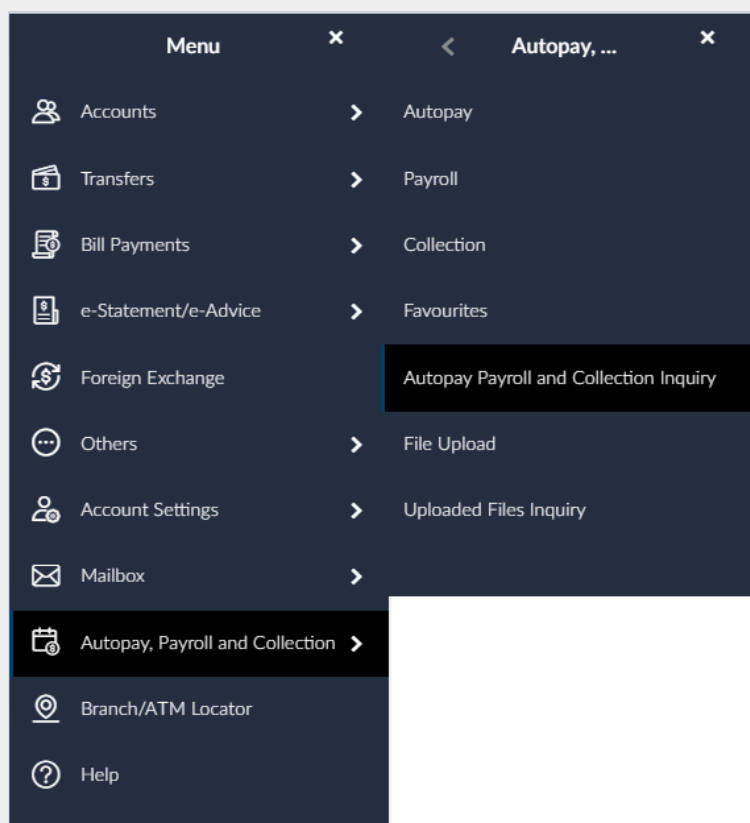 Menu
Accounts
Transfers
Bill Payments
e-Statement/e-Advice
Foreign Exchange
Others
Account Settings
Mailbox
Autopay, Payroll and Collection
Branch/ATM Locator
Help
Autopay, ...
Autopay
Payroll
Collection
Favourites
Autopay Payroll and Collection Inquiry
File Upload
Uploaded Files Inquiry